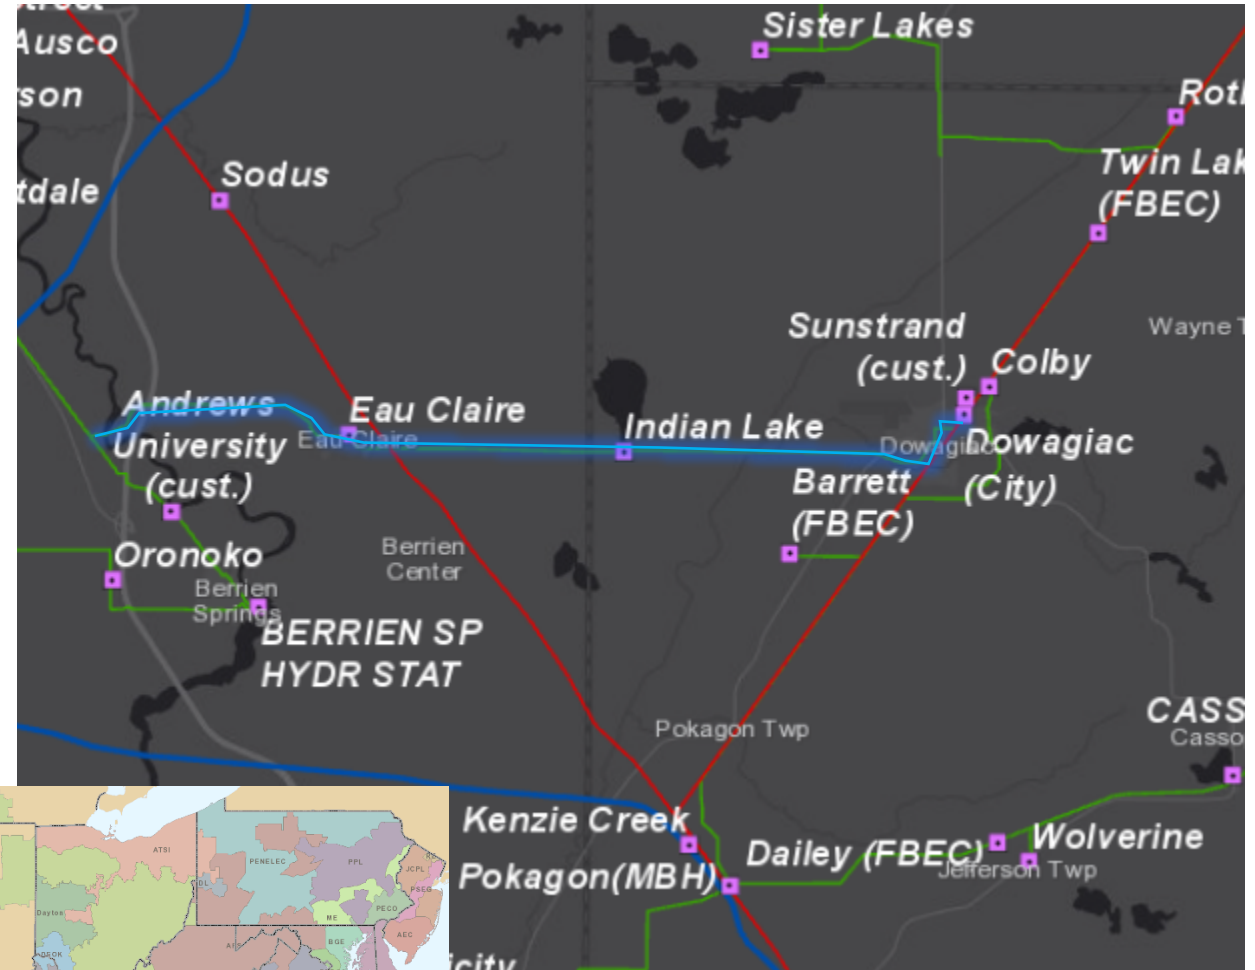 Ausco
Sister Lakes
Sodus
Twin Lak
(FBEC)
Sunstrand
(cust.)
Colby
Wayne T
Andrews
University
(cust.)
Eau Claire
Eau Claire
Indian Lake
Dowagiac
Dowagiac
(City)
Barrett
(FBEC)
Oronoko
Berrien
Springs
Berrien
Center
BERRIEN SP
HYDR STAT
Pokagon Twp
CASS
Casso
Kenzie Creek
Pokagon(MBH)
Dailey (FBEC)
Wolverine
Jefferson Twp
ATSI
PENELEC
PPL
JCPL
PSEG
DL
Dayton
ME
PECO
AEC
BGE